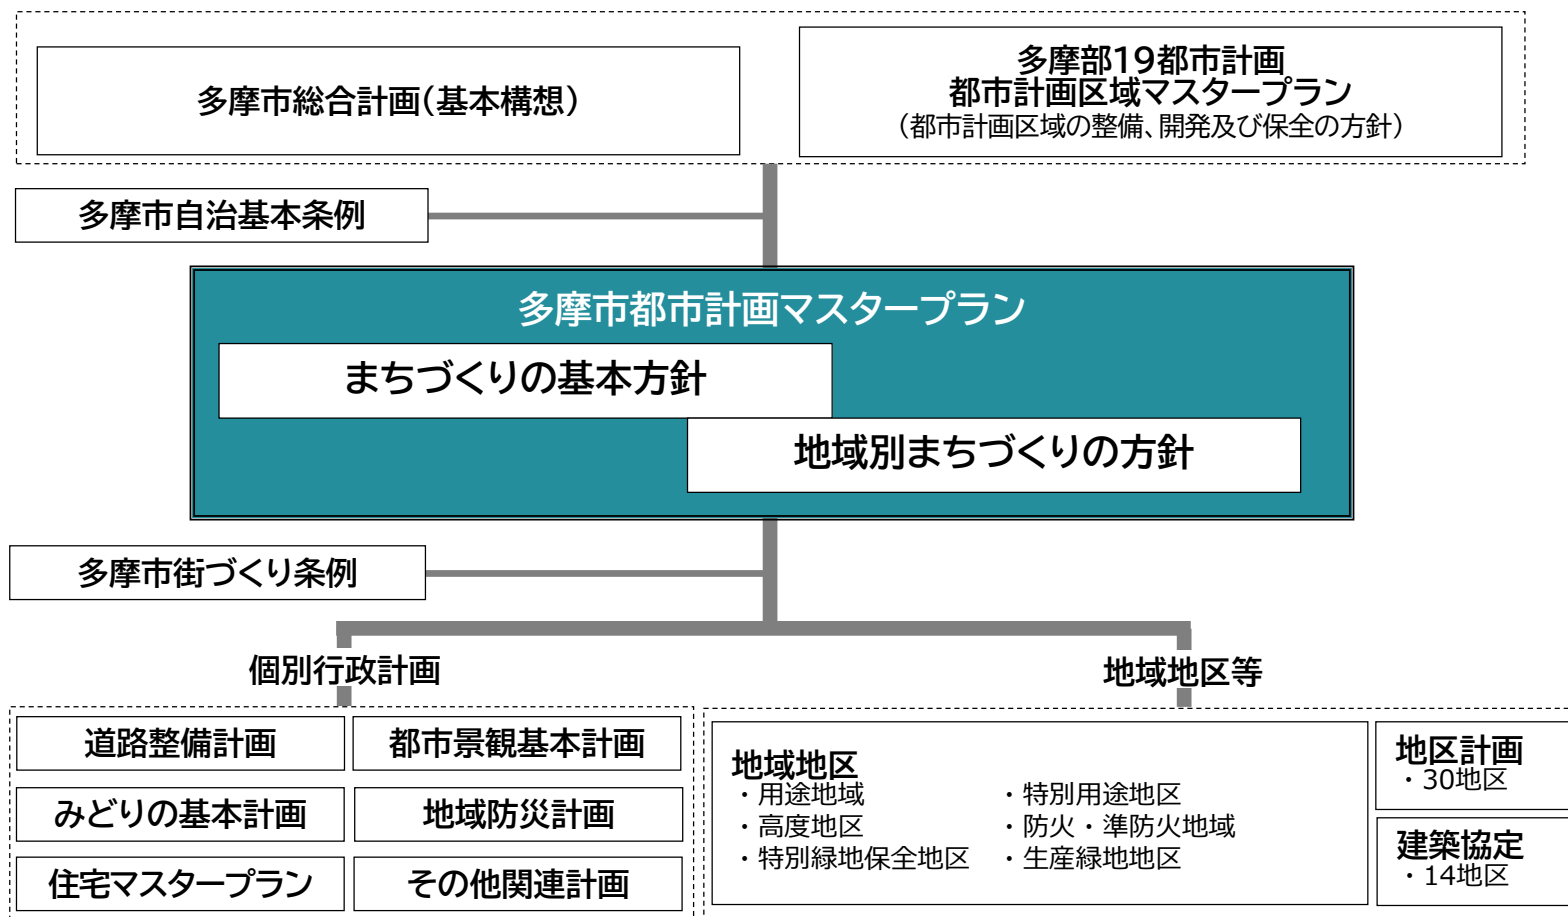 多摩市総合計画(基本構想)
多摩部19都市計画
都市計画区域マスタープラン
(都市計画区域の整備、開発及び保全の方針)
多摩市自治基本条例
多摩市都市計画マスタープラン
まちづくりの基本方針
地域別まちづくりの方針
多摩市街づくり条例
個別行政計画
地域地区等
道路整備計画
都市景観基本計画
みどりの基本計画
地域防災計画
住宅マスタープラン
その他関連計画
地域地区
・用途地域
・高度地区
・特別緑地保全地区
・特別用途地区
・防火・準防火地域
・生産緑地地区
地区計画
・30地区
建築協定
・14地区